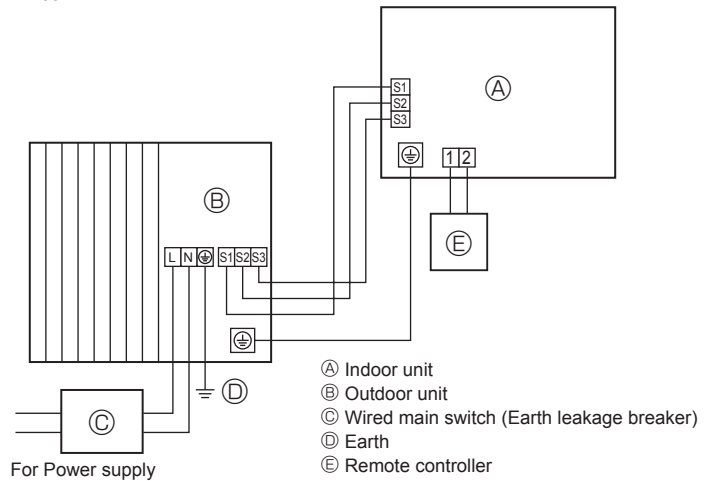 S1
S2
S3
Ⓐ
1 2
Ⓑ
Ⓔ
L N S1 S2 S3
Ⓓ
Ⓒ
For Power supply
Ⓐ Indoor unit
Ⓑ Outdoor unit
Ⓒ Wired main switch (Earth leakage breaker)
Ⓓ Earth
Ⓔ Remote controller